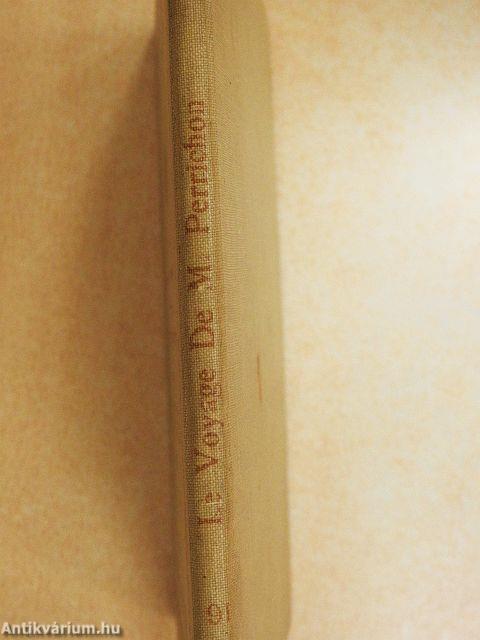 Le Voyage De M. Perrichon
Antikvárium.hu